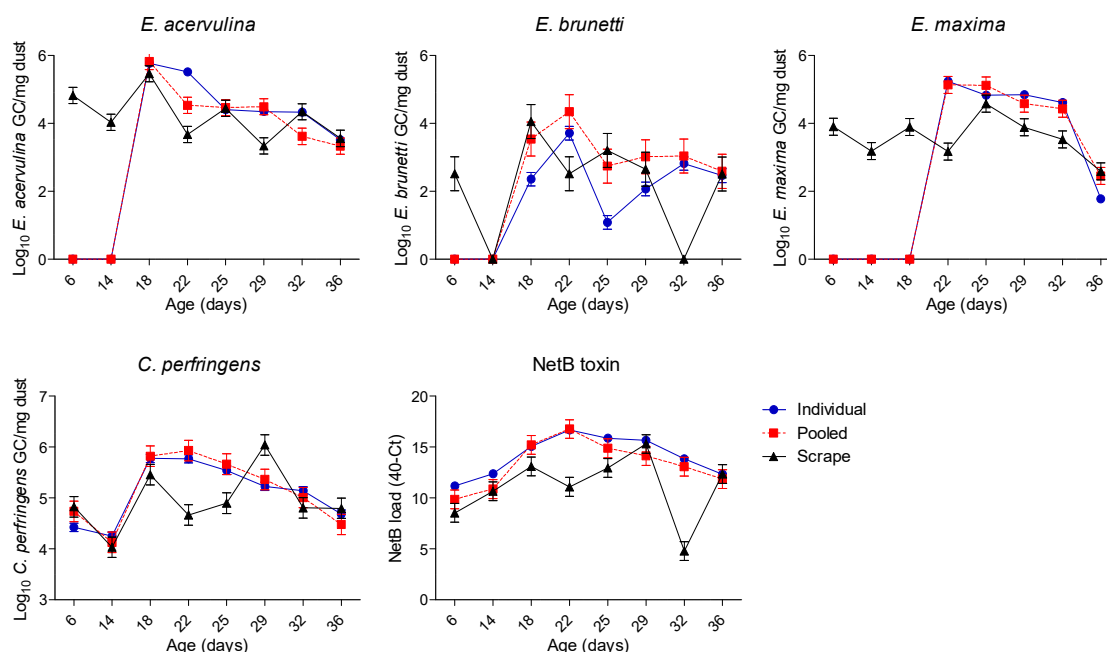 E. acervulina
Log10 E. acervulina GC/mg dust
6
4
2
0
6 14 18 22 25 29 32 36
Age (days)
E. brunetti
Log10 E. brunetti GC/mg dust
6
4
2
0
6 14 18 22 25 29 32 36
Age (days)
E. maxima
Log10 E. maxima GC/mg dust
6
4
2
0
6 14 18 22 25 29 32 36
Age (days)
C. perfringens
Log10 C. perfringens GC/mg dust
7
6
5
4
3
6 14 18 22 25 29 32 36
Age (days)
NetB toxin
NetB load (40-Ct)
20
15
10
5
0
6 14 18 22 25 29 32 36
Age (days)
Individual
Pooled
Scrape